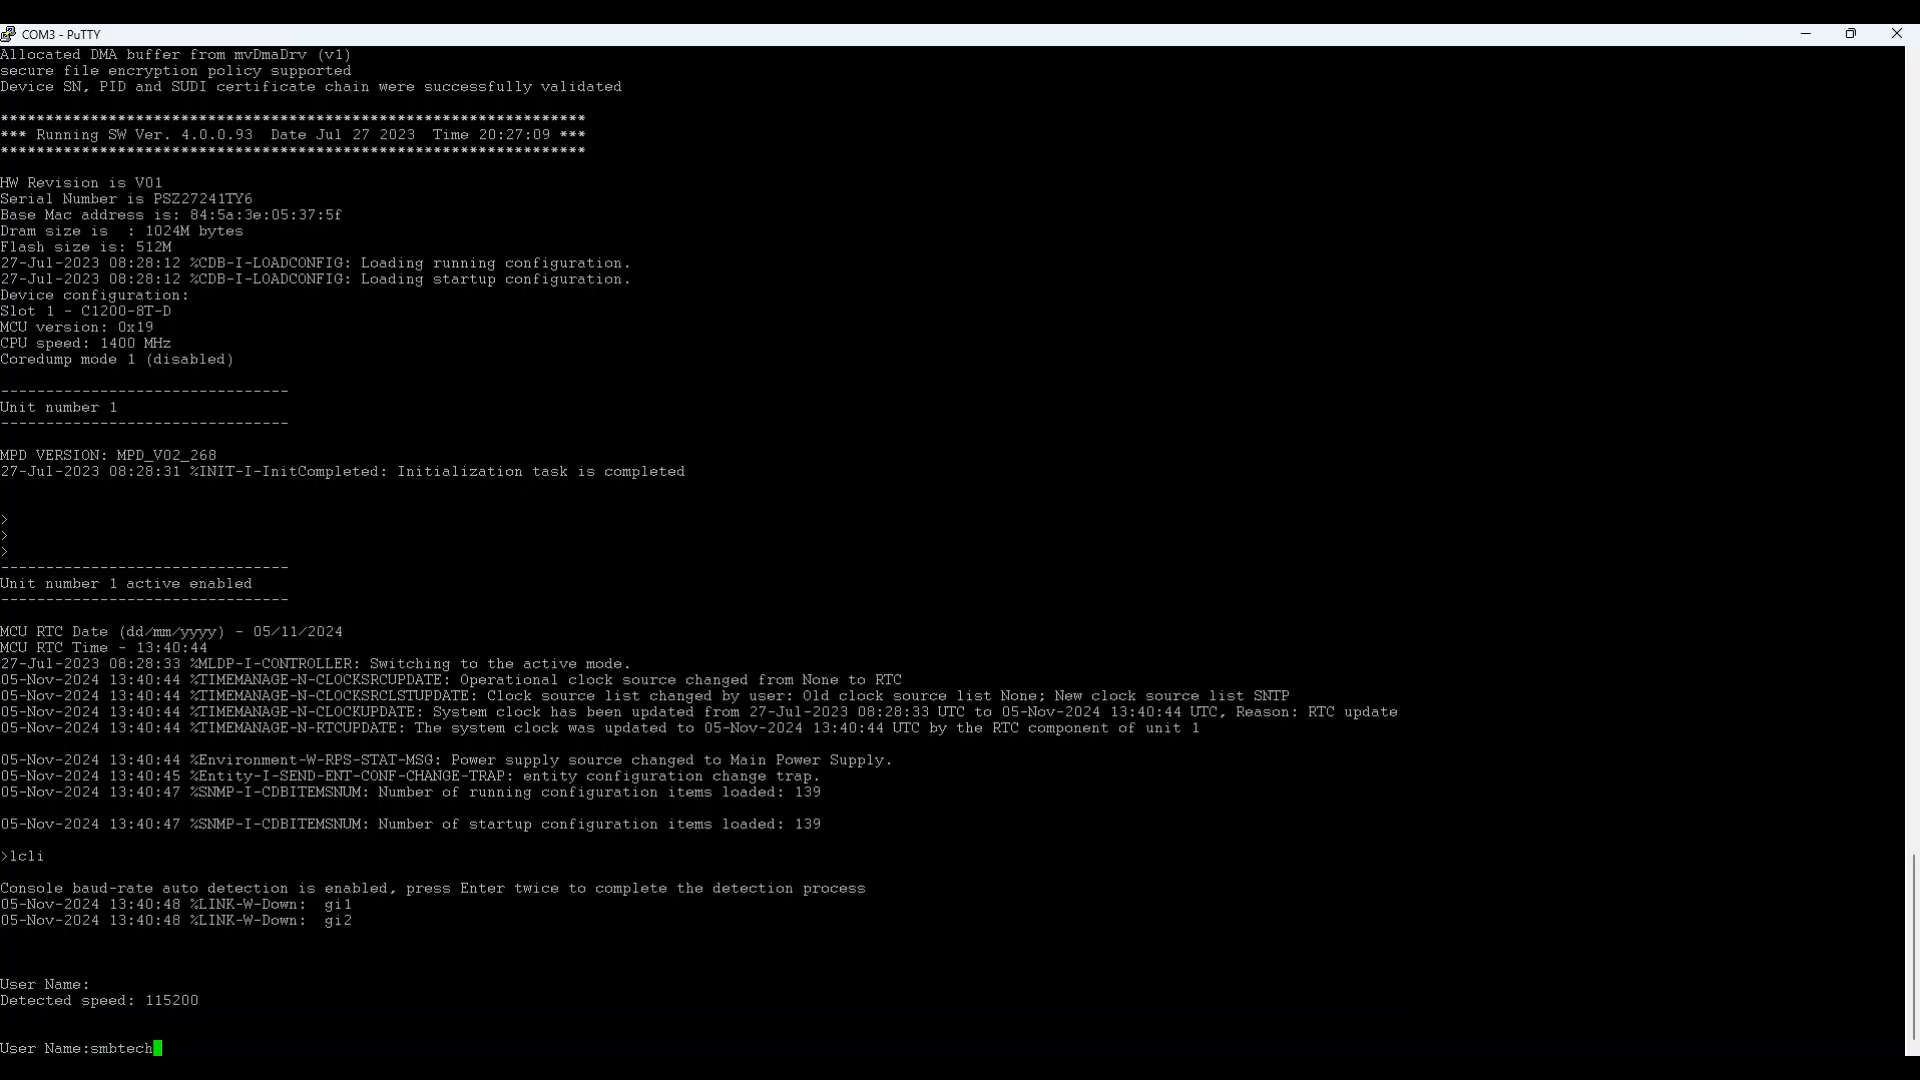 COM3 - PuTTY
Allocated DMA buffer from mvDmaDrv (v1)
secure file encryption policy supported
Device SN, PID and SUDI certificate chain were successfully validated
*****************************************************************
*** Running SW Ver. 4.0.0.93  Date Jul 27 2023  Time 20:27:09 ***
*****************************************************************
HW Revision is V01
Serial Number is PSZ27241TY6
Base Mac address is: 84:5a:3e:05:37:5f
Dram size is  : 1024M bytes
Flash size is: 512M
27-Jul-2023 08:28:12 %CDB-I-LOADCONFIG: Loading running configuration.
27-Jul-2023 08:28:12 %CDB-I-LOADCONFIG: Loading startup configuration.
Device configuration:
Slot 1 - C1200-8T-D
MCU version: 0x19
CPU speed: 1400 MHz
Coredump mode 1 (disabled)
--------------------------------
Unit number 1
--------------------------------
MPD VERSION: MPD_V02_268
27-Jul-2023 08:28:31 %INIT-I-InitCompleted: Initialization task is completed
>
>
>
--------------------------------
Unit number 1 active enabled
--------------------------------
MCU RTC Date (dd/mm/yyyy) - 05/11/2024
MCU RTC Time - 13:40:44
27-Jul-2023 08:28:33 %MLDP-I-CONTROLLER: Switching to the active mode.
05-Nov-2024 13:40:44 %TIMEMANAGE-N-CLOCKSRCUPDATE: Operational clock source changed from None to RTC
05-Nov-2024 13:40:44 %TIMEMANAGE-N-CLOCKSRCLSTUPDATE: Clock source list changed by user: Old clock source list None; New clock source list SNTP
05-Nov-2024 13:40:44 %TIMEMANAGE-N-CLOCKUPDATE: System clock has been updated from 27-Jul-2023 08:28:33 UTC to 05-Nov-2024 13:40:44 UTC, Reason: RTC update
05-Nov-2024 13:40:44 %TIMEMANAGE-N-RTCUPDATE: The system clock was updated to 05-Nov-2024 13:40:44 UTC by the RTC component of unit 1
05-Nov-2024 13:40:44 %Environment-W-RPS-STAT-MSG: Power supply source changed to Main Power Supply.
05-Nov-2024 13:40:45 %Entity-I-SEND-ENT-CONF-CHANGE-TRAP: entity configuration change trap.
05-Nov-2024 13:40:47 %SNMP-I-CDBITEMSNUM: Number of running configuration items loaded: 139
05-Nov-2024 13:40:47 %SNMP-I-CDBITEMSNUM: Number of startup configuration items loaded: 139
>lcli
Console baud-rate auto detection is enabled, press Enter twice to complete the detection process
05-Nov-2024 13:40:48 %LINK-W-Down:  gi1
05-Nov-2024 13:40:48 %LINK-W-Down:  gi2
User Name:
Detected speed: 115200
User Name:smbtech